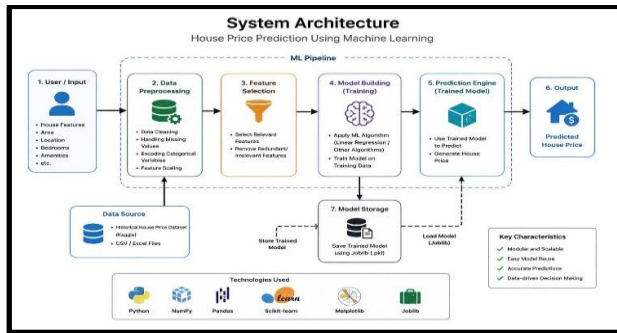 System Architecture
House Price Prediction Using Machine Learning
ML Pipeline
1. User / Input
• House Features
• Area
• Location
• Bedrooms
• Amenities
• etc.
2. Data
Preprocessing
• Data Cleaning
• Handling Missing
Values
• Encoding Categorical
Variables
• Feature Scaling
3. Feature
Selection
• Select Relevant
Features
• Remove Redundant/
Irrelevant Features
4. Model Building
(Training)
• Apply ML Algorithm
(Linear Regression /
Other Algorithms)
• Train Model on
Training Data
5. Prediction Engine
(Trained Model)
• Use Trained Model
to Predict
• Generate House
Price
6. Output
Predicted
House Price
Data Source
• Historical House Price Dataset
(Kaggle)
• CSV / Excel Files
7. Model Storage
Save Trained Model
using Joblib (.pkl)
Store Trained
Model
Load Model
(Joblib)
Key Characteristics
✓ Modular and Scalable
✓ Easy Model Reuse
✓ Accurate Predictions
✓ Data-driven Decision Making
Technologies Used
Python
NumPy
Pandas
learn
Scikit-learn
Matplotlib
Joblib